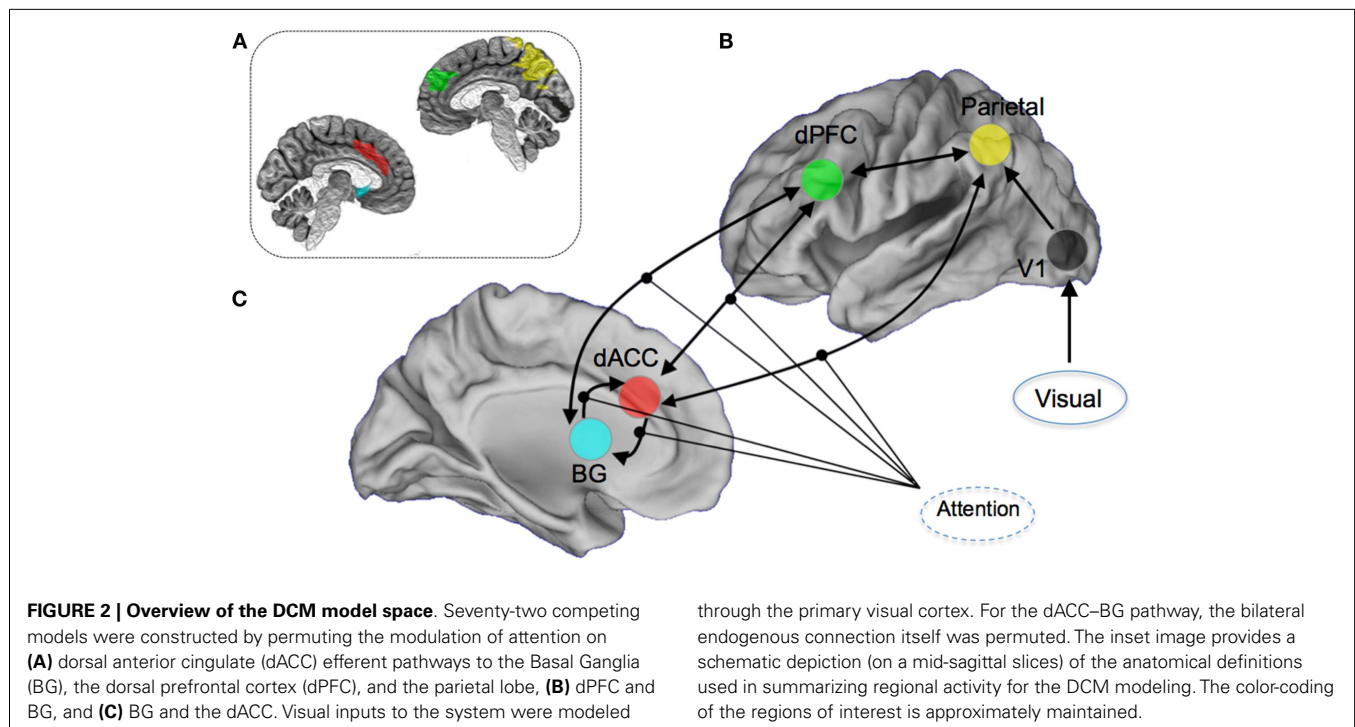 A
B
Parietal
dPFC
V1
C
dACC
Visual
BG
Attention
FIGURE 2 | Overview of the DCM model space. Seventy-two competing
models were constructed by permuting the modulation of attention on
(A) dorsal anterior cingulate (dACC) efferent pathways to the Basal Ganglia
(BG), the dorsal prefrontal cortex (dPFC), and the parietal lobe, (B) dPFC and
BG, and (C) BG and the dACC. Visual inputs to the system were modeled
through the primary visual cortex. For the dACC–BG pathway, the bilateral
endogenous connection itself was permuted. The inset image provides a
schematic depiction (on a mid-sagittal slices) of the anatomical definitions
used in summarizing regional activity for the DCM modeling. The color-coding
of the regions of interest is approximately maintained.